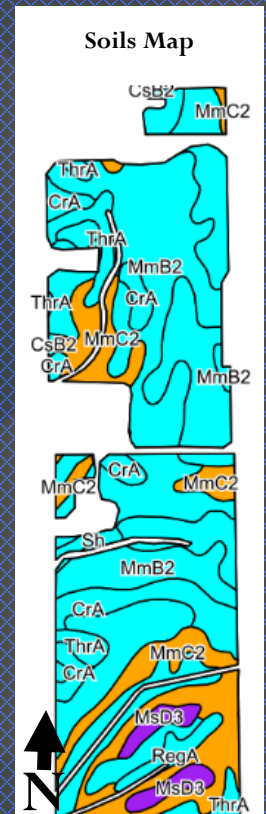 Soils Map
CsB2
MmC2
ThrA
CrA
ThrA
MmB2
ThrA
CrA
CsB2
MmC2
CrA
MmB2
CrA
MmC2
MmC2
Sh
MmB2
CrA
ThrA
MmC2
CrA
MsD3
RegA
MsD3
ThrA
N